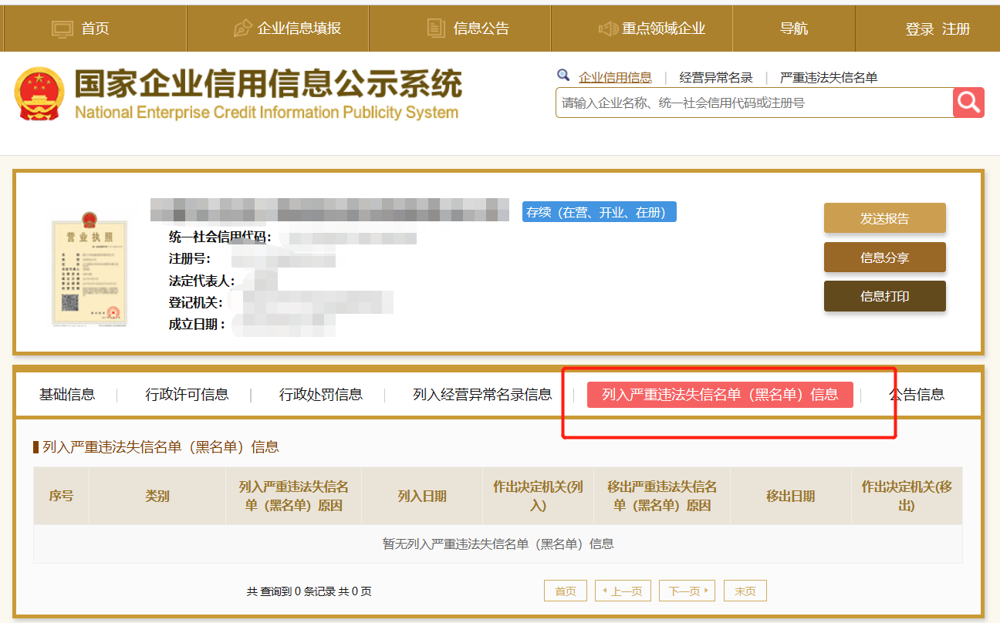 首页
企业信息填报
信息公告
重点领域企业
导航
登录 注册
国家企业信用信息公示系统
National Enterprise Credit Information Publicity System
企业信用信息 | 经营异常名录 | 严重违法失信名单
请输入企业名称、统一社会信用代码或注册号
营业执照
存续（在营、开业、在册）
统一社会信用代码：
注册号：
法定代表人：
登记机关：
成立日期：
发送报告
信息分享
信息打印
基础信息 | 行政许可信息 | 行政处罚信息 | 列入经营异常名录信息 | 列入严重违法失信名单（黑名单）信息 | 公告信息
列入严重违法失信名单（黑名单）信息
序号
类别
列入严重违法失信名
单（黑名单）原因
列入日期
作出决定机关(列
入)
移出严重违法失信名
单（黑名单）原因
移出日期
作出决定机关(移
出)
暂无列入严重违法失信名单（黑名单）信息
共 查询到 0 条记录 共 0 页
首页
上一页
下一页
末页